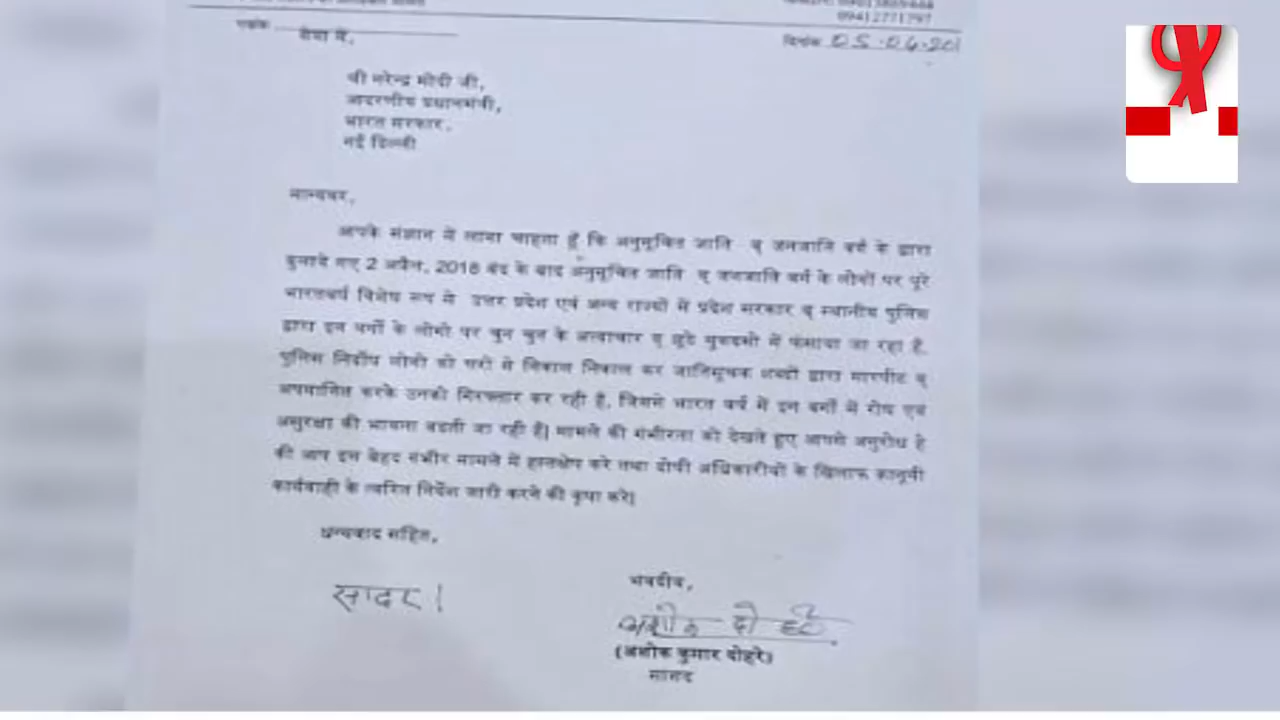 09412771797
दिनांक 05.04.201
सेवा में,
श्री नरेन्द्र मोदी जी,
आदरणीय प्रधानमंत्री,
भारत सरकार,
नई दिल्ली
मान्यवर,
आपके संज्ञान में लाना चाहता हूँ कि अनुसूचित जाति व् जनजाति वर्ग के द्वारा
बुलाये गए 2 अप्रैल, 2018 बंद के बाद अनुसूचित जाति व् जनजाति वर्ग के लोगों पर पूरे
भारतवर्ष विशेष रूप से उत्तर प्रदेश एवं अन्य राज्यों में प्रदेश सरकार व् स्थानीय पुलिस
द्वारा इन वर्गो के लोगो पर चुन चुन के अत्याचार व् झूठे मुकदमो में फंसाया जा रहा है,
पुलिस निर्दोष लोगो को घरो से निकाल निकाल कर जातिसूचक शब्दों द्वारा मारपीट व्
अपमानित करके उनको गिरफ्तार कर रही है, जिससे भारत वर्ष में इन वर्गो में रोष एवं
असुरक्षा की भावना बढती जा रही हैं| मामले की गंभीरता को देखते हुए आपसे अनुरोध हे
की आप इस बेहद गंभीर मामले में हस्तक्षेप करे तथा दोषी अधिकारीयों के खिलाफ कानूनी
कार्यवाही के त्वरित निर्देश जारी करने की कृपा करे|
धन्यवाद सहित,
सादर।
भवदीय,
अशोक दोहरे
(अशोक कुमार दोहरे)
सांसद